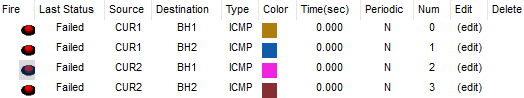 Fire Last Status Source Destination Type Color Time(sec) Periodic Num Edit Delete
Failed CUR1 BH1 ICMP 0.000 N 0 (edit)
Failed CUR1 BH2 ICMP 0.000 N 1 (edit)
Failed CUR2 BH1 ICMP 0.000 N 2 (edit)
Failed CUR2 BH2 ICMP 0.000 N 3 (edit)